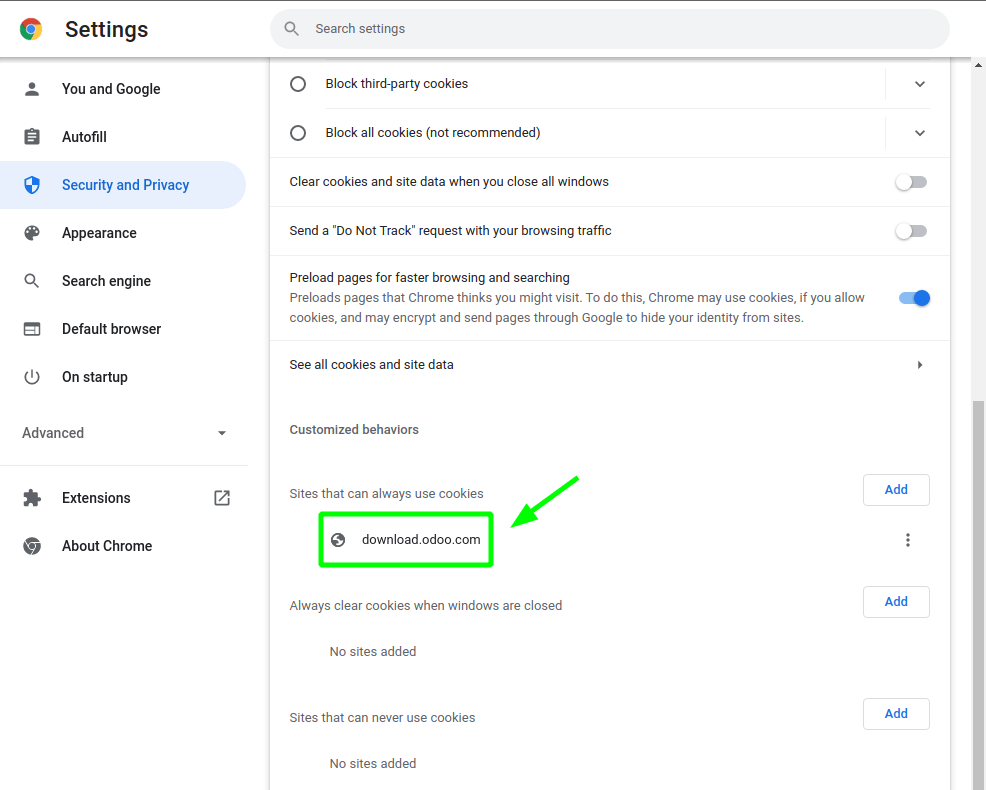 Settings
Search settings
You and Google
Autofill
Security and Privacy
Appearance
Search engine
Default browser
On startup
Advanced
Extensions
About Chrome
Block third-party cookies
Block all cookies (not recommended)
Clear cookies and site data when you close all windows
Send a "Do Not Track" request with your browsing traffic
Preload pages for faster browsing and searching
Preloads pages that Chrome thinks you might visit. To do this, Chrome may use cookies, if you allow
cookies, and may encrypt and send pages through Google to hide your identity from sites.
See all cookies and site data
Customized behaviors
Sites that can always use cookies
Add
download.odoo.com
Always clear cookies when windows are closed
Add
No sites added
Sites that can never use cookies
Add
No sites added